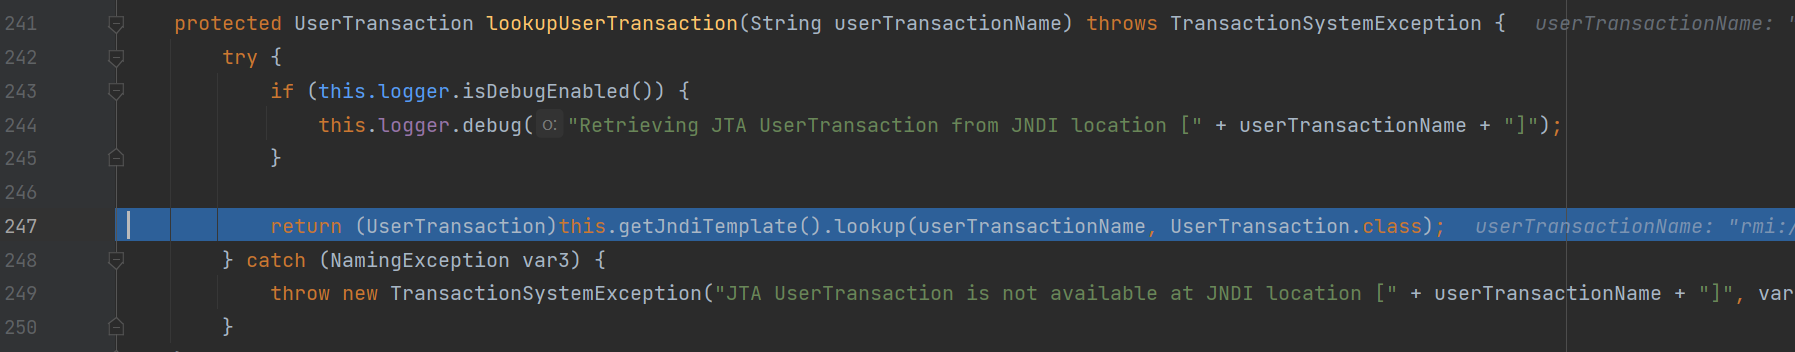 241 protected UserTransaction lookupUserTransaction(String userTransactionName) throws TransactionSystemException { userTransactionName: "
242 try {
243 if (this.logger.isDebugEnabled()) {
244 this.logger.debug( o: "Retrieving JTA UserTransaction from JNDI location [" + userTransactionName + "]");
245 }
246
247 return (UserTransaction)this.getJndiTemplate().lookup(userTransactionName, UserTransaction.class); userTransactionName: "rmi:/
248 } catch (NamingException var3) {
249 throw new TransactionSystemException("JTA UserTransaction is not available at JNDI location [" + userTransactionName + "]", var
250 }